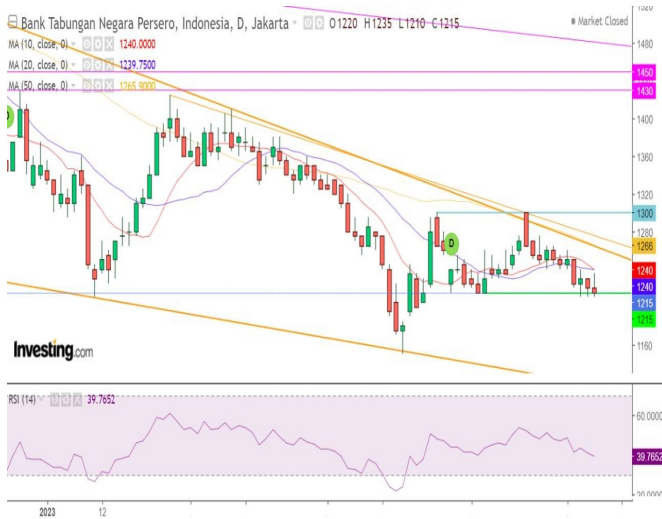 Bank Tabungan Negara Persero, Indonesia, D, Jakarta O1220 H1235 L1210 C1215
Market Closed
MA (10, close, 0) 1240.0000
MA (20, close, 0) 1239.7500
MA (50, close, 0) 1265.9000
1450
1430
1400
1360
1320
1300
1280
1266
1240
1240
1215
1215
1160
D
D
Investing.com
RSI (14) 39.7652
60.0000
39.7652
20.0000
2023 12